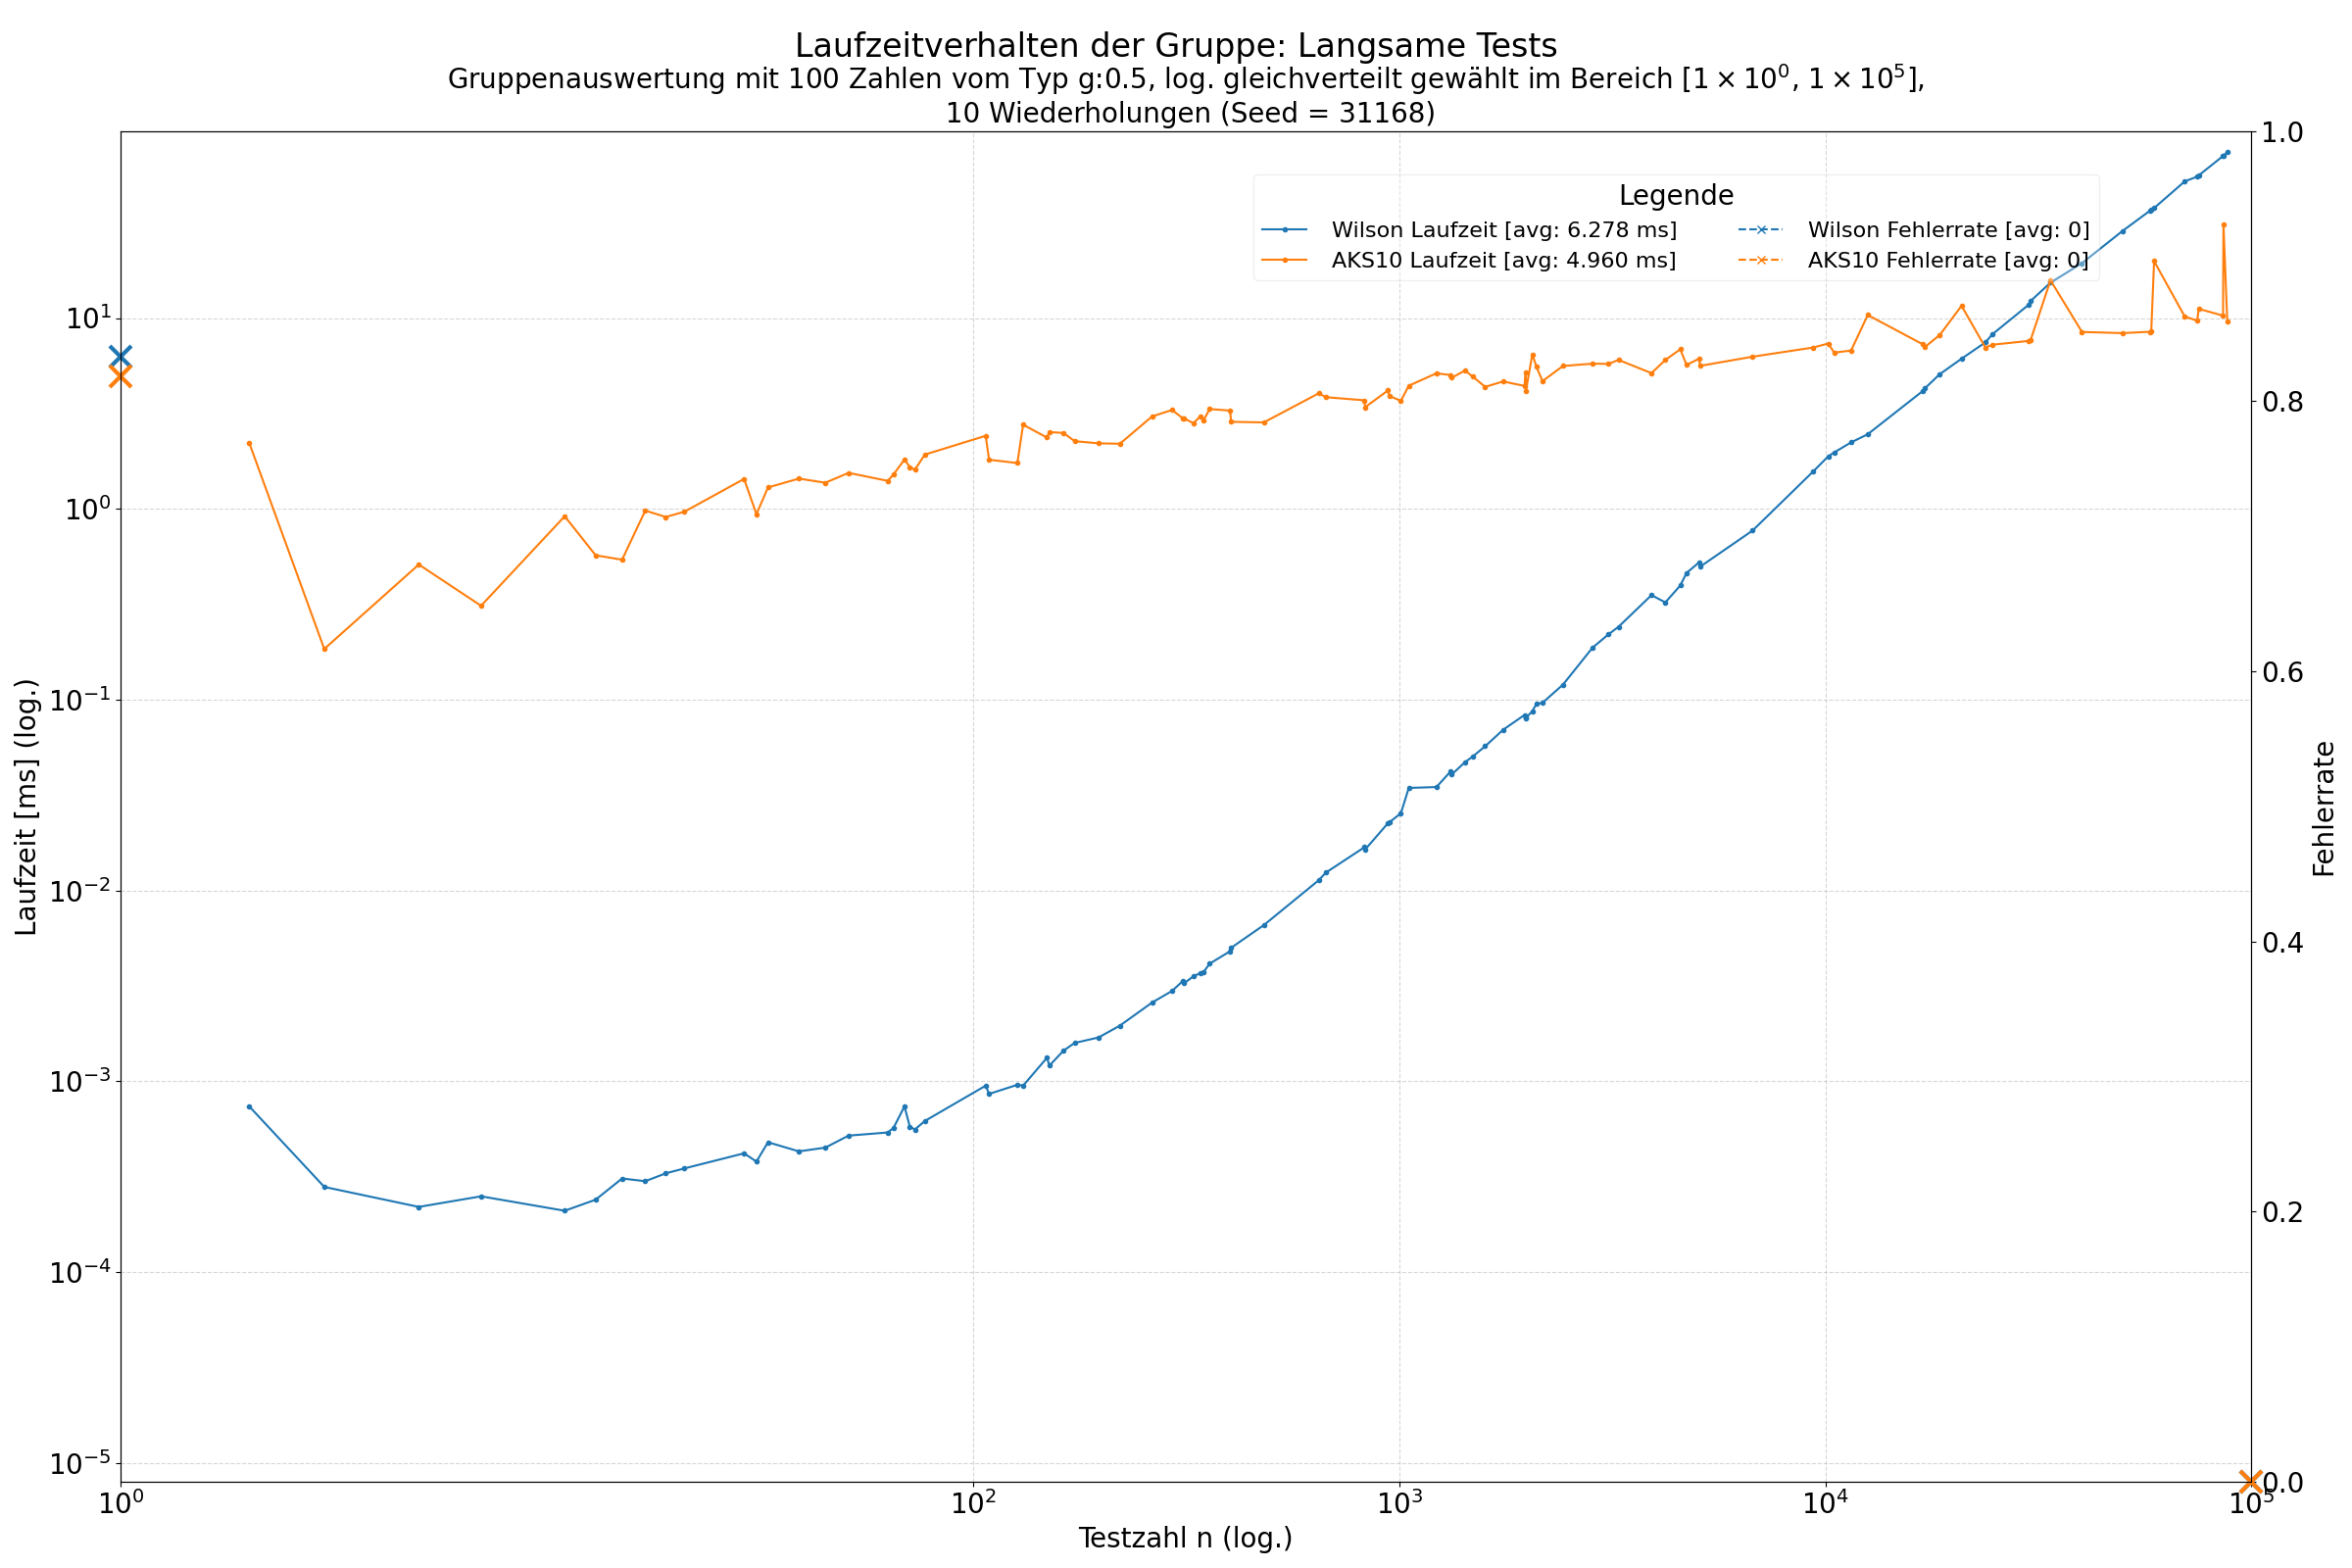 Laufzeitverhalten der Gruppe: Langsame Tests
Gruppenauswertung mit 100 Zahlen vom Typ g:0.5, log. gleichverteilt gewählt im Bereich [1 × 10⁰, 1 × 10⁵],
10 Wiederholungen (Seed = 31168)
Legende
Wilson Laufzeit [avg: 6.278 ms]
AKS10 Laufzeit [avg: 4.960 ms]
Wilson Fehlerrate [avg: 0]
AKS10 Fehlerrate [avg: 0]
Laufzeit [ms] (log.)
10¹
10⁰
10⁻¹
10⁻²
10⁻³
10⁻⁴
10⁻⁵
10⁰
10²
10³
10⁴
10⁵
Testzahl n (log.)
1.0
0.8
0.6
0.4
0.2
0.0
Fehlerrate